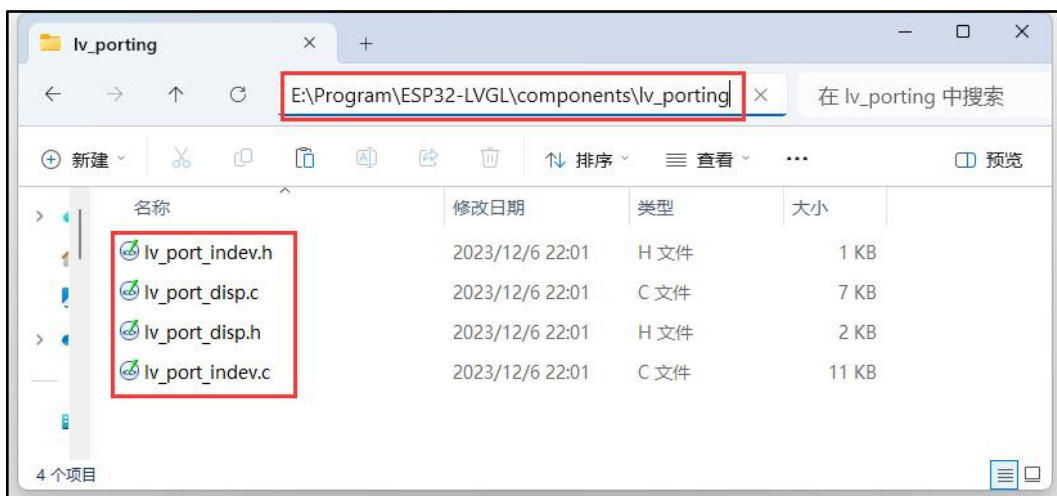 lv_porting
E:\Program\ESP32-LVGL\components\lv_porting
在 lv_porting 中搜索
新建 排序 查看 ... 预览
名称 修改日期 类型 大小
lv_port_indev.h 2023/12/6 22:01 H 文件 1 KB
lv_port_disp.c 2023/12/6 22:01 C 文件 7 KB
lv_port_disp.h 2023/12/6 22:01 H 文件 2 KB
lv_port_indev.c 2023/12/6 22:01 C 文件 11 KB
4 个项目